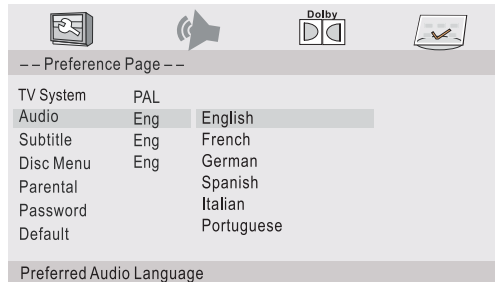 Dolby
– – Preference Page – –
TV System PAL
Audio Eng English
Subtitle Eng French
Disc Menu Eng German
Parental Spanish
Password Italian
Default Portuguese
Preferred Audio Language